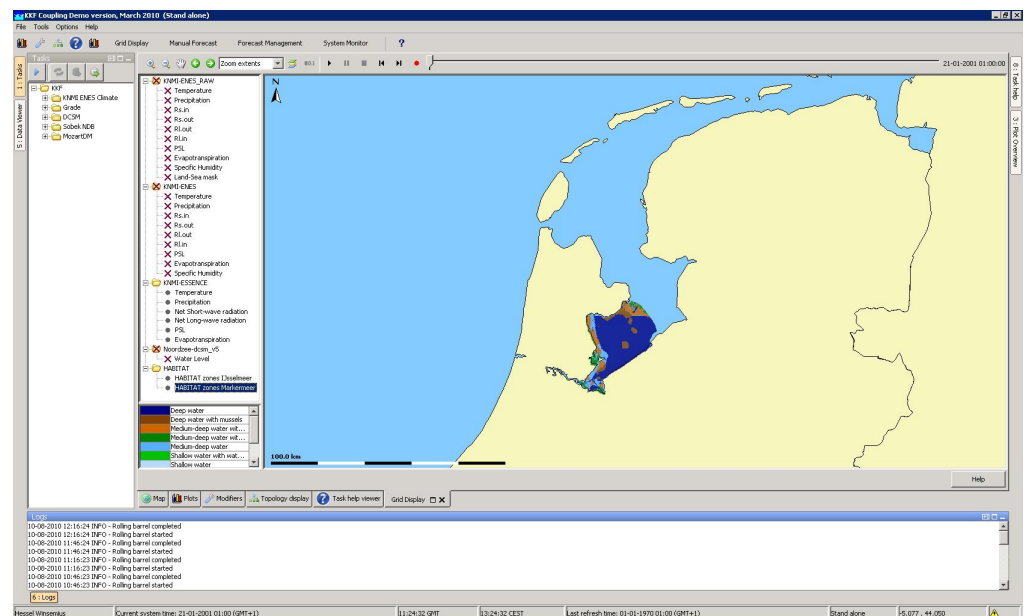 KKF Coupling Demo version, March 2010 (Stand alone)
File Tools Options Help
Grid Display Manual Forecast Forecast Management System Monitor ?
Tasks
Zoom extents
21-01-2001 01:00:00
1 : Tasks
5 : Data Viewer
KKF
KNMI ENES Climate
Grade
DCSM
Sobek NDB
MozartDM
KNMI-ENES_RAW
Temperature
Precipitation
Rs.in
Rs.out
Rl.out
Rl.in
PSL
Evapotranspiration
Specific Humidity
Land-Sea mask
KNMI-ENES
Temperature
Precipitation
Rs.in
Rs.out
Rl.out
Rl.in
PSL
Evapotranspiration
Specific Humidity
KNMI-ESSENCE
Temperature
Precipitation
Net Short-wave radiation
Net Long-wave radiation
PSL
Evapotranspiration
Noordzee-dcsm_v5
Water Level
HABITAT
HABITAT zones IJsselmeer
HABITAT zones Markermeer
Deep water
Deep water with mussels
Medium-deep water wit...
Medium-deep water wit...
Medium-deep water
Shallow water with wat...
Shallow water
N
100.0 km
8 : Task help
3 : Plot Overview
Help
Map Plots Modifiers Topology display Task help viewer Grid Display
Logs
10-08-2010 12:16:24 INFO - Rolling barrel completed
10-08-2010 12:16:24 INFO - Rolling barrel started
10-08-2010 11:46:24 INFO - Rolling barrel completed
10-08-2010 11:46:24 INFO - Rolling barrel started
10-08-2010 11:16:23 INFO - Rolling barrel completed
10-08-2010 11:16:23 INFO - Rolling barrel started
10-08-2010 10:46:23 INFO - Rolling barrel completed
10-08-2010 10:46:23 INFO - Rolling barrel started
6 : Logs
Hessel Winsemius Current system time: 21-01-2001 01:00 (GMT+1) 11:24:32 GMT 13:24:32 CEST Last refresh time: 01-01-1970 01:00 (GMT+1) Stand alone -5.077 , 44.050